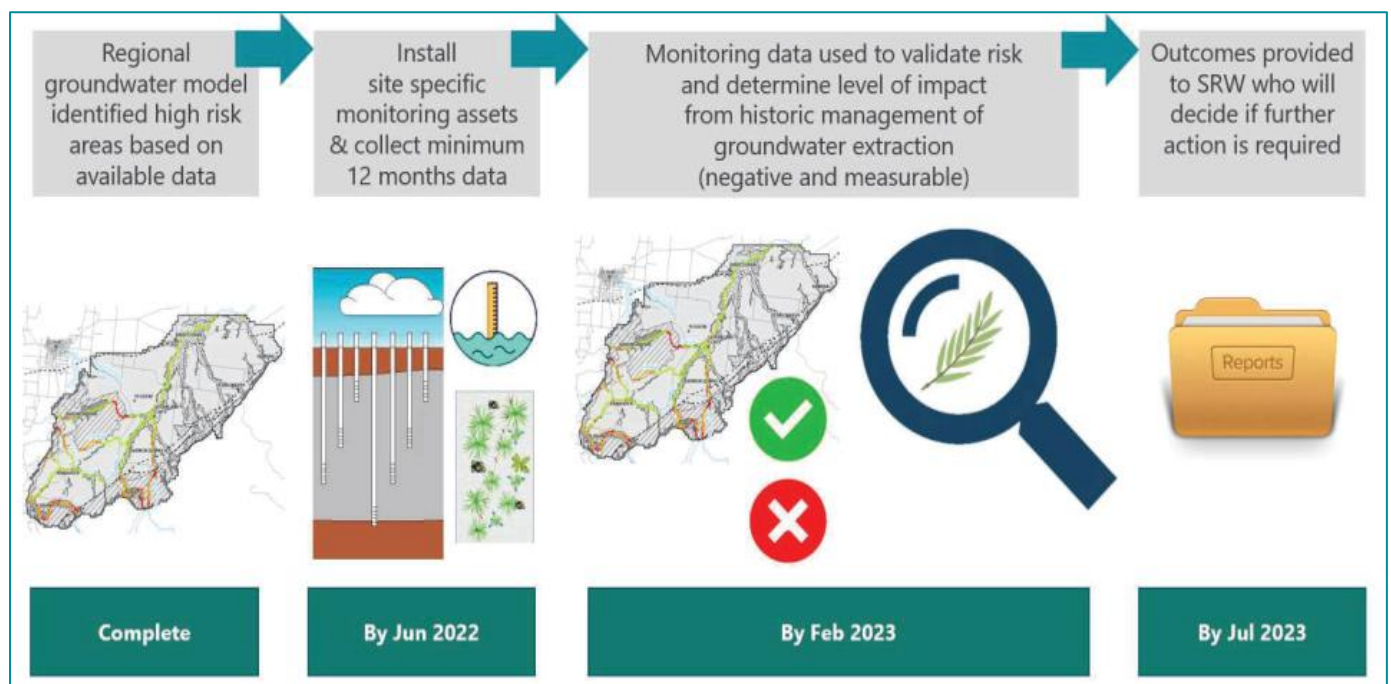 Regional
groundwater model
identified high risk
areas based on
available data
Install
site specific
monitoring assets
& collect minimum
12 months data
Monitoring data used to validate risk
and determine level of impact
from historic management of
groundwater extraction
(negative and measurable)
Outcomes provided
to SRW who will
decide if further
action is required
Reports
Complete
By Jun 2022
By Feb 2023
By Jul 2023